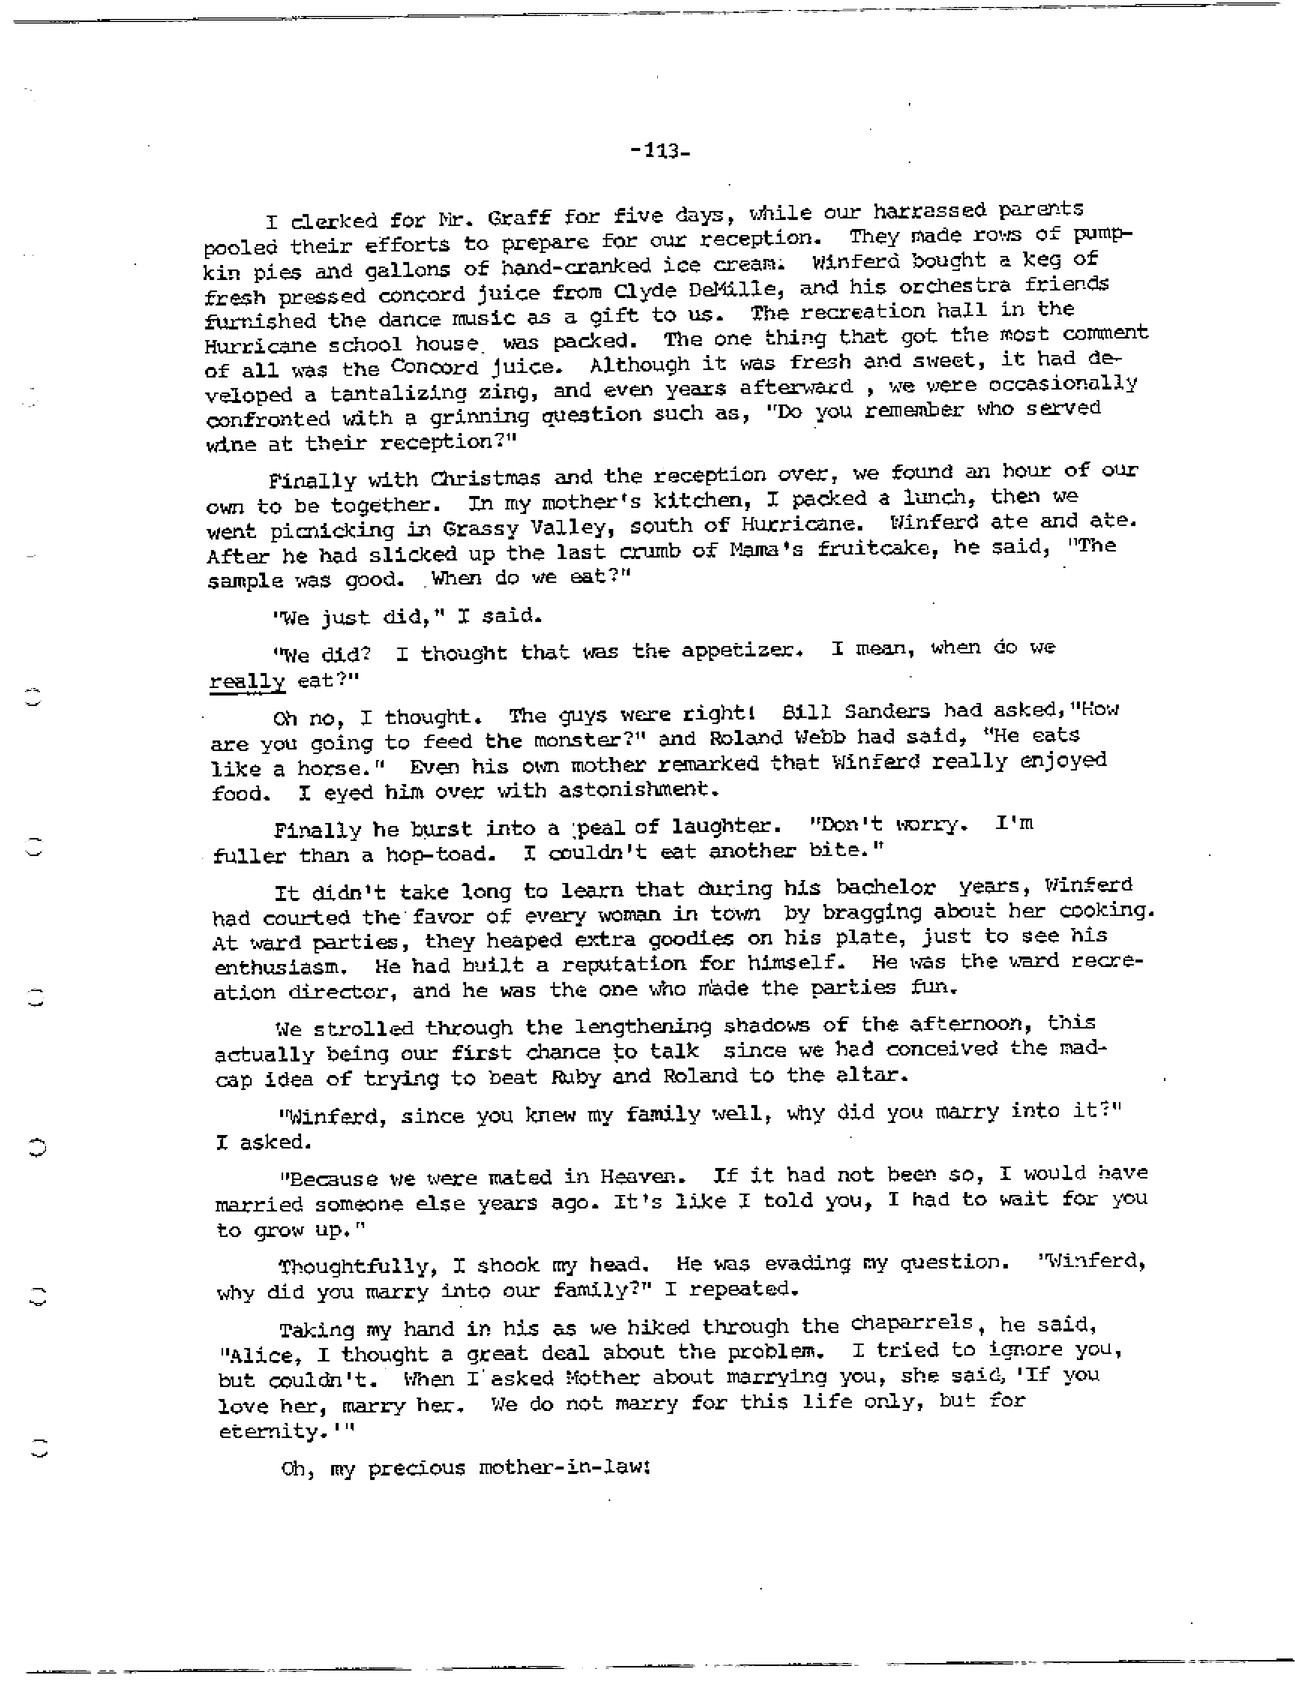 -113-
I clerked for Mr. Graff for five days, while our harrassed parents
pooled their efforts to prepare for our reception. They made rows of pump-
kin pies and gallons of hand-cranked ice cream. Winferd bought a keg of
fresh pressed concord juice from Clyde DeMille, and his orchestra friends
furnished the dance music as a gift to us. The recreation hall in the
Hurricane school house was packed. The one thing that got the most comment
of all was the Concord juice. Although it was fresh and sweet, it had de-
veloped a tantalizing zing, and even years afterward , we were occasionally
confronted with a grinning question such as, "Do you remember who served
wine at their reception?"
Finally with Christmas and the reception over, we found an hour of our
own to be together. In my mother's kitchen, I packed a lunch, then we
went picnicking in Grassy Valley, south of Hurricane. Winferd ate and ate.
After he had slicked up the last crumb of Mama's fruitcake, he said, "The
sample was good. When do we eat?"
"We just did," I said.
"We did? I thought that was the appetizer. I mean, when do we
really eat?"
Oh no, I thought. The guys were right! Bill Sanders had asked,"How
are you going to feed the monster?" and Roland Webb had said, "He eats
like a horse." Even his own mother remarked that Winferd really enjoyed
food. I eyed him over with astonishment.
Finally he burst into a peal of laughter. "Don't worry. I'm
fuller than a hop-toad. I couldn't eat another bite."
It didn't take long to learn that during his bachelor years, Winferd
had courted the favor of every woman in town by bragging about her cooking.
At ward parties, they heaped extra goodies on his plate, just to see his
enthusiasm. He had built a reputation for himself. He was the ward recre-
ation director, and he was the one who made the parties fun.
We strolled through the lengthening shadows of the afternoon, this
actually being our first chance to talk since we had conceived the mad-
cap idea of trying to beat Ruby and Roland to the altar.
"Winferd, since you knew my family well, why did you marry into it?"
I asked.
"Because we were mated in Heaven. If it had not been so, I would have
married someone else years ago. It's like I told you, I had to wait for you
to grow up."
Thoughtfully, I shook my head. He was evading my question. "Winferd,
why did you marry into our family?" I repeated.
Taking my hand in his as we hiked through the chaparrels, he said,
"Alice, I thought a great deal about the problem. I tried to ignore you,
but couldn't. When I asked Mother about marrying you, she said, 'If you
love her, marry her. We do not marry for this life only, but for
eternity.'"
Oh, my precious mother-in-law!